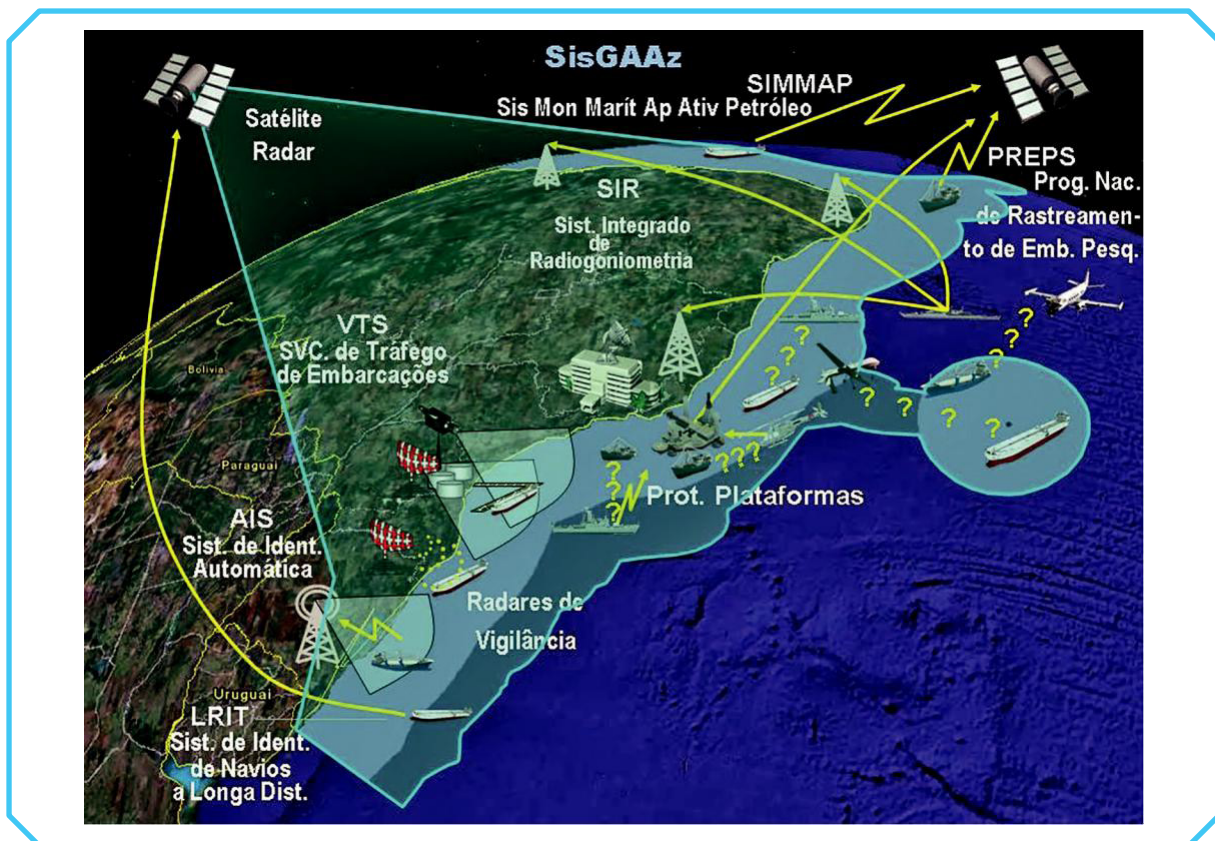 SisGAAz
SIMMAP
Sis Mon Marít Ap Ativ Petróleo
Satélite
Radar
PREPS
Prog. Nac.
de Rastreamen-
to de Emb. Pesq.
SIR
Sist. Integrado
de
Radiogoniometria
VTS
SVC. de Tráfego
de Embarcações
Bolívia
? ? ?
? ? ?
? ? ? ?
???
? ? ?
Prot. Plataformas
Paraguai
AIS
Sist. de Ident.
Automática
Radares de
Vigilância
Uruguai
LRIT
Sist. de Ident.
de Navios
a Longa Dist.